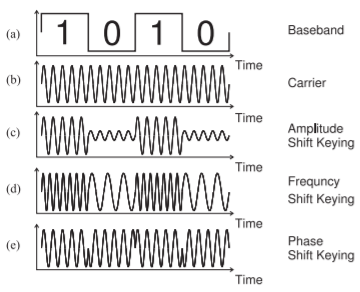 (a) 1 0 1 0 Baseband
Time
(b) Carrier
Time
(c) Amplitude
Shift Keying
Time
(d) Frequncy
Shift Keying
Time
(e) Phase
Shift Keying
Time